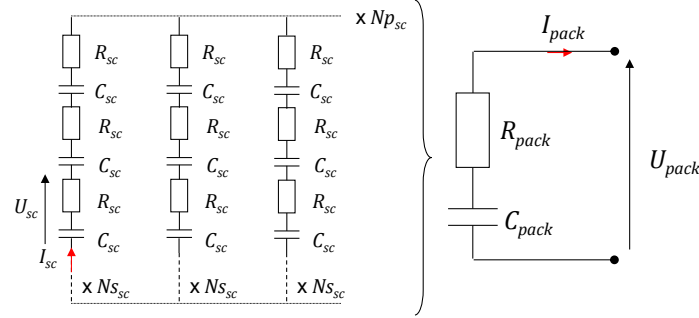 x Np_sc
I_pack
R_sc R_sc R_sc
C_sc C_sc C_sc
R_sc R_sc R_sc
R_pack
C_sc C_sc C_sc
U_pack
R_sc R_sc R_sc
U_sc
C_pack
C_sc C_sc C_sc
I_sc
x Ns_sc x Ns_sc x Ns_sc